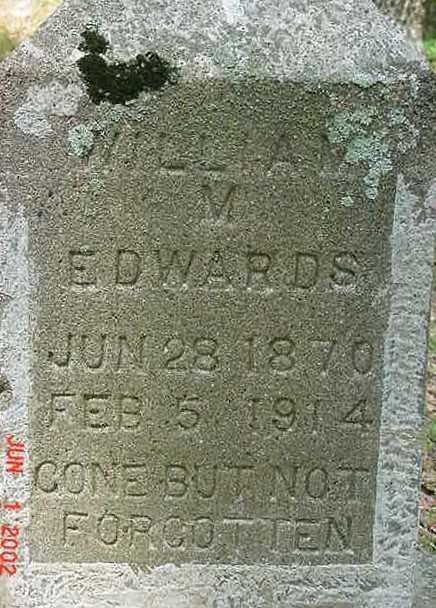 WILLIAM
M
EDWARDS
JUN 28 1870
FEB 5 1914
GONE BUT NOT
FORGOTTEN
JUN 1 2002